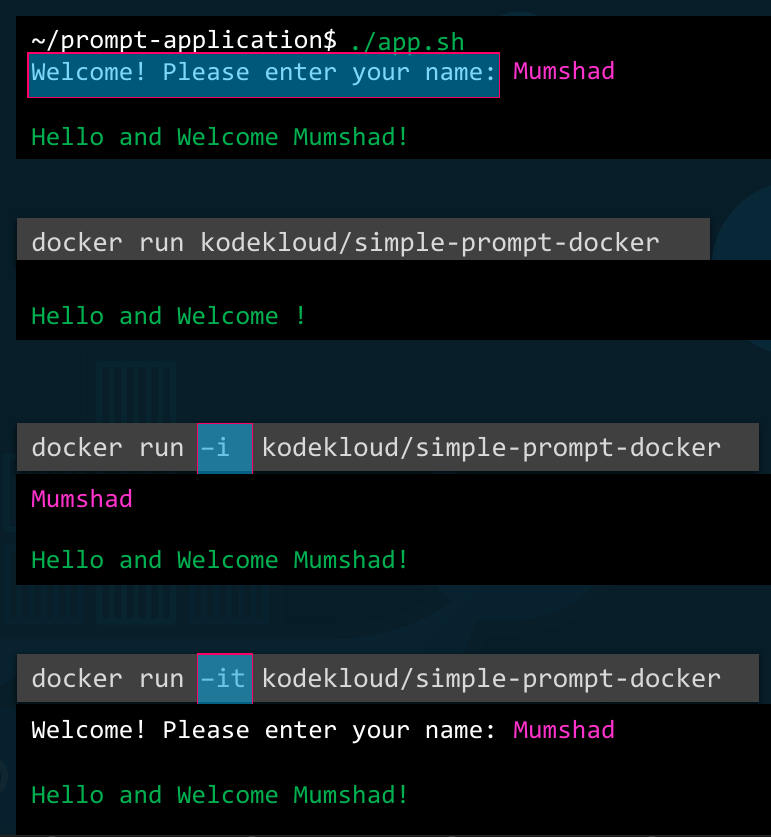 ~/prompt-application$ ./app.sh
Welcome! Please enter your name: Mumshad
Hello and Welcome Mumshad!
docker run kodekloud/simple-prompt-docker
Hello and Welcome !
docker run –i kodekloud/simple-prompt-docker
Mumshad
Hello and Welcome Mumshad!
docker run –it kodekloud/simple-prompt-docker
Welcome! Please enter your name: Mumshad
Hello and Welcome Mumshad!